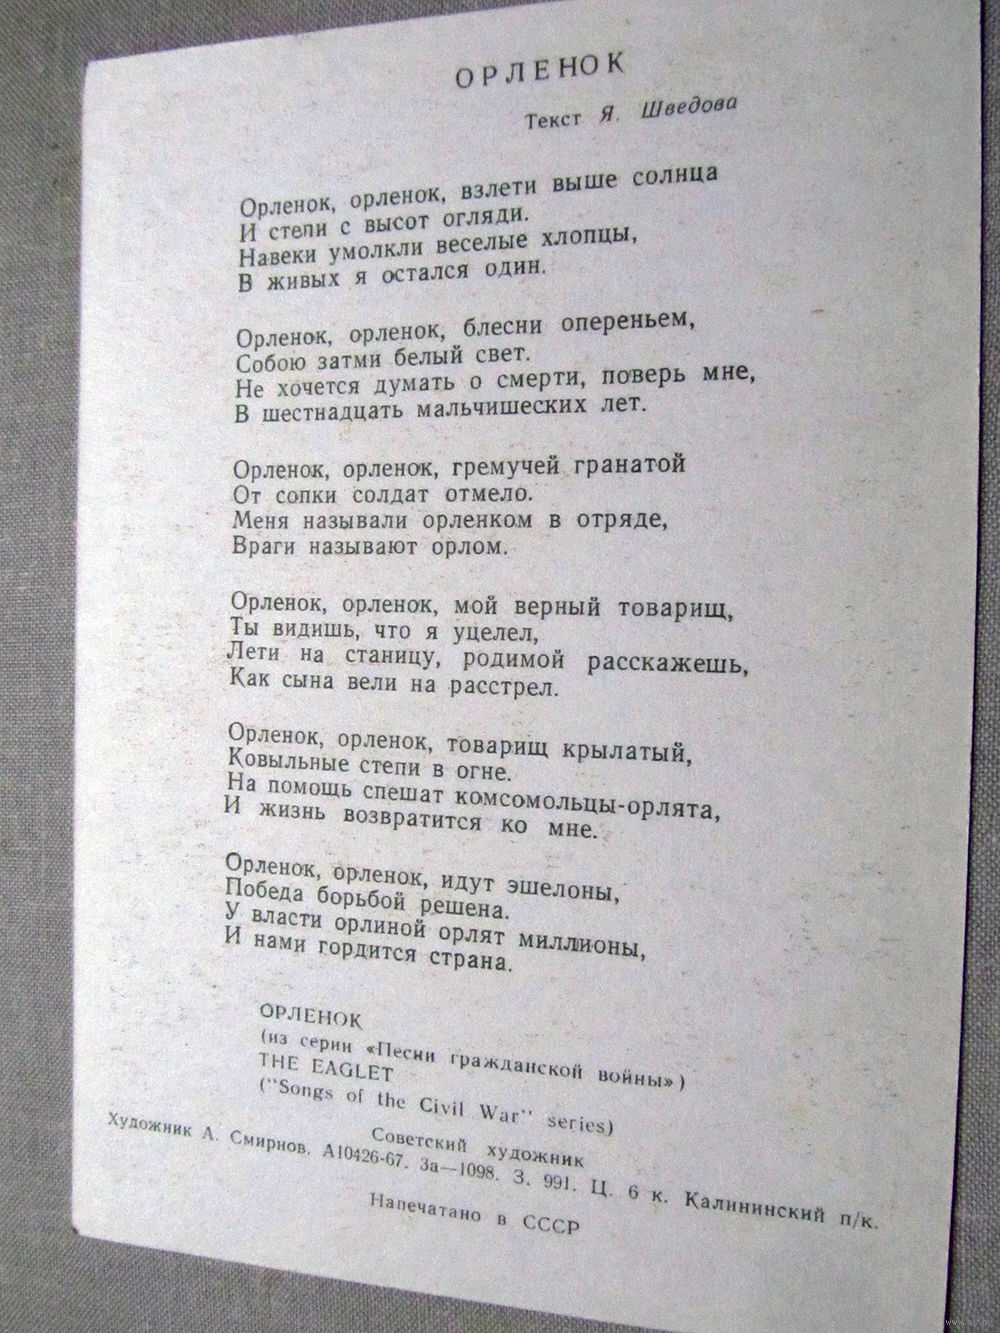 ОРЛЕНОК
Текст Я. Шведова
Орленок, орленок, взлети выше солнца
И степи с высот огляди.
Навеки умолкли веселые хлопцы,
В живых я остался один.
Орленок, орленок, блесни опереньем,
Собою затми белый свет.
Не хочется думать о смерти, поверь мне,
В шестнадцать мальчишеских лет.
Орленок, орленок, гремучей гранатой
От сопки солдат отмело.
Меня называли орленком в отряде,
Враги называют орлом.
Орленок, орленок, мой верный товарищ,
Ты видишь, что я уцелел,
Лети на станицу, родимой расскажешь,
Как сына вели на расстрел.
Орленок, орленок, товарищ крылатый,
Ковыльные степи в огне.
На помощь спешат комсомольцы-орлята,
И жизнь возвратится ко мне.
Орленок, орленок, идут эшелоны,
Победа борьбой решена.
У власти орлиной орлят миллионы,
И нами гордится страна.
ОРЛЕНОК
(из серии «Песни гражданской войны»)
THE EAGLET
("Songs of the Civil War" series)
Советский художник
Художник А. Смирнов. А10426-67. За—1098. З. 991. Ц. 6 к. Калининский п/к.
Напечатано в СССР
www.ay.by